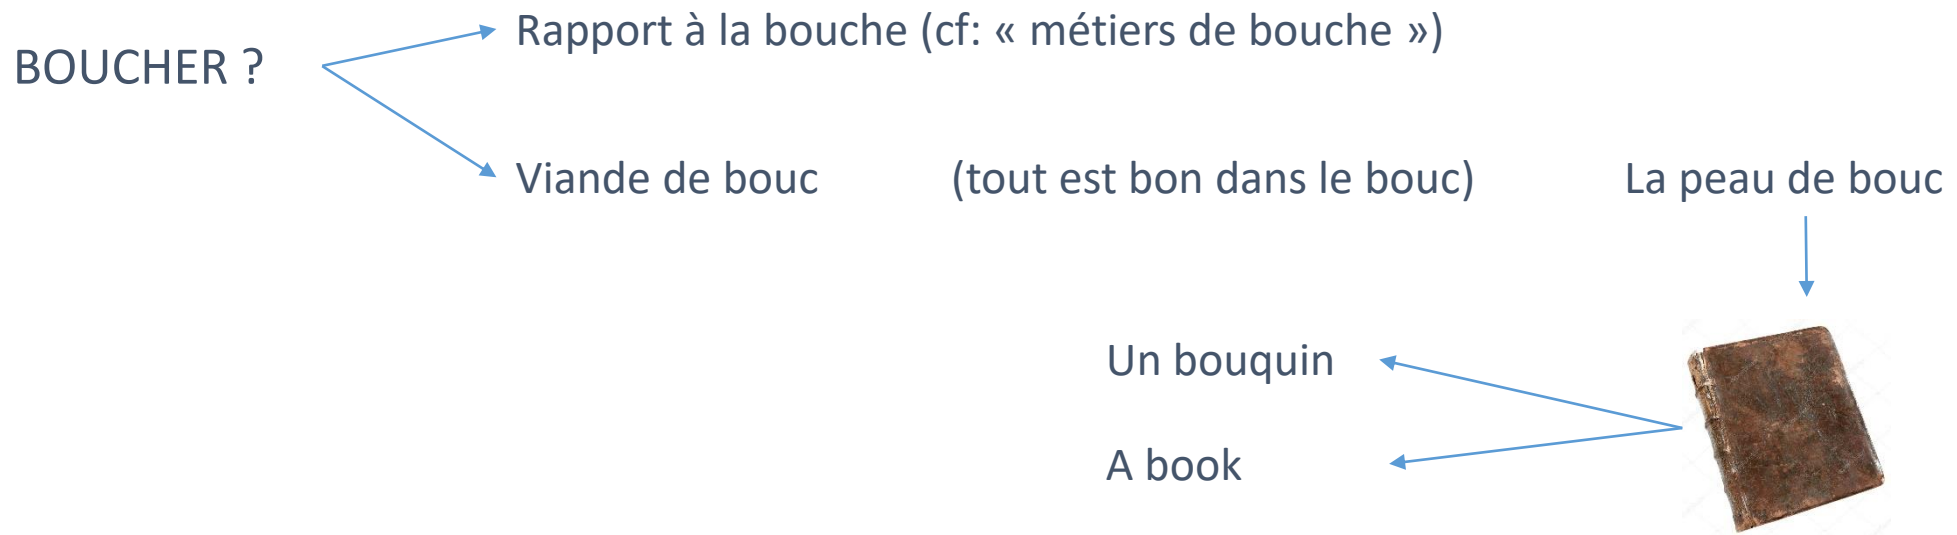 BOUCHER ?
Rapport à la bouche (cf: « métiers de bouche »)
Viande de bouc
(tout est bon dans le bouc)
La peau de bouc
Un bouquin
A book